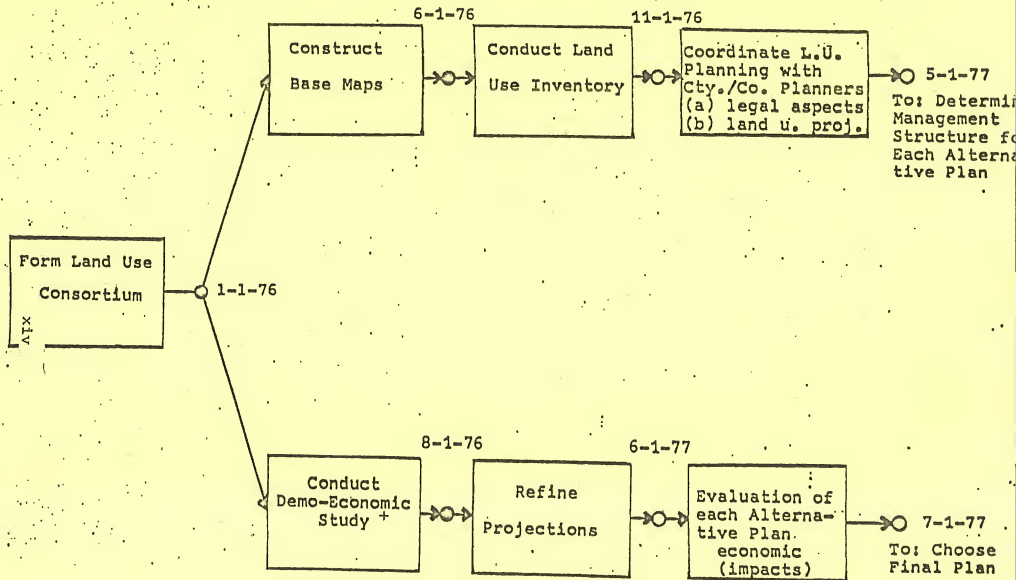 6-1-76
11-1-76
Construct
Base Maps
Conduct Land
Use Inventory
Coordinate L.U.
Planning with
Cty./Co. Planners
(a) legal aspects
(b) land u. proj.
5-1-77
To: Determin
Management
Structure fo
Each Alterna
tive Plan
Form Land Use
Consortium
xiv
1-1-76
8-1-76
6-1-77
Conduct
Demo-Economic
Study +
Refine
Projections
Evaluation of
each Alterna-
tive Plan.
economic
(impacts)
7-1-77
To: Choose
Final Plan